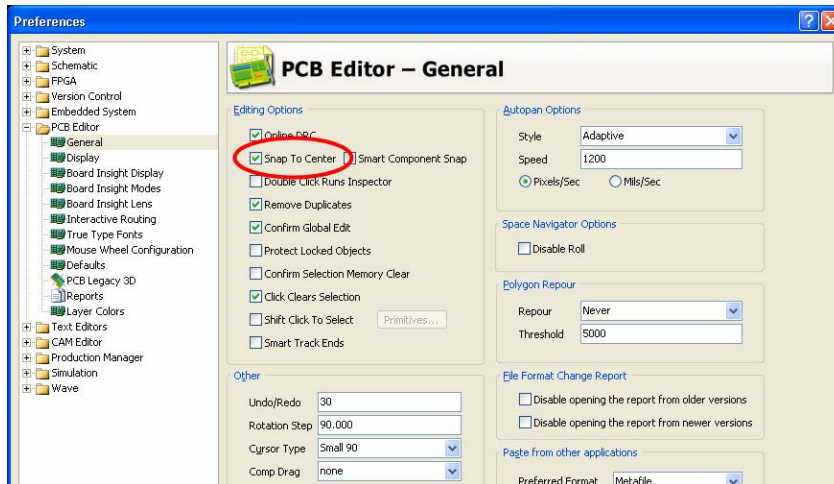 Preferences
System
Schematic
FPGA
Version Control
Embedded System
PCB Editor
General
Display
Board Insight Display
Board Insight Modes
Board Insight Lens
Interactive Routing
True Type Fonts
Mouse Wheel Configuration
Defaults
PCB Legacy 3D
Reports
Layer Colors
Text Editors
CAM Editor
Production Manager
Simulation
Wave
PCB Editor – General
Editing Options
Online DRC
Snap To Center Smart Component Snap
Double Click Runs Inspector
Remove Duplicates
Confirm Global Edit
Protect Locked Objects
Confirm Selection Memory Clear
Click Clears Selection
Shift Click To Select Primitives...
Smart Track Ends
Other
Undo/Redo 30
Rotation Step 90.000
Cursor Type Small 90
Comp Drag none
Autopan Options
Style Adaptive
Speed 1200
Pixels/Sec Mils/Sec
Space Navigator Options
Disable Roll
Polygon Repour
Repour Never
Threshold 5000
File Format Change Report
Disable opening the report from older versions
Disable opening the report from newer versions
Paste from other applications
Preferred Format Metafile